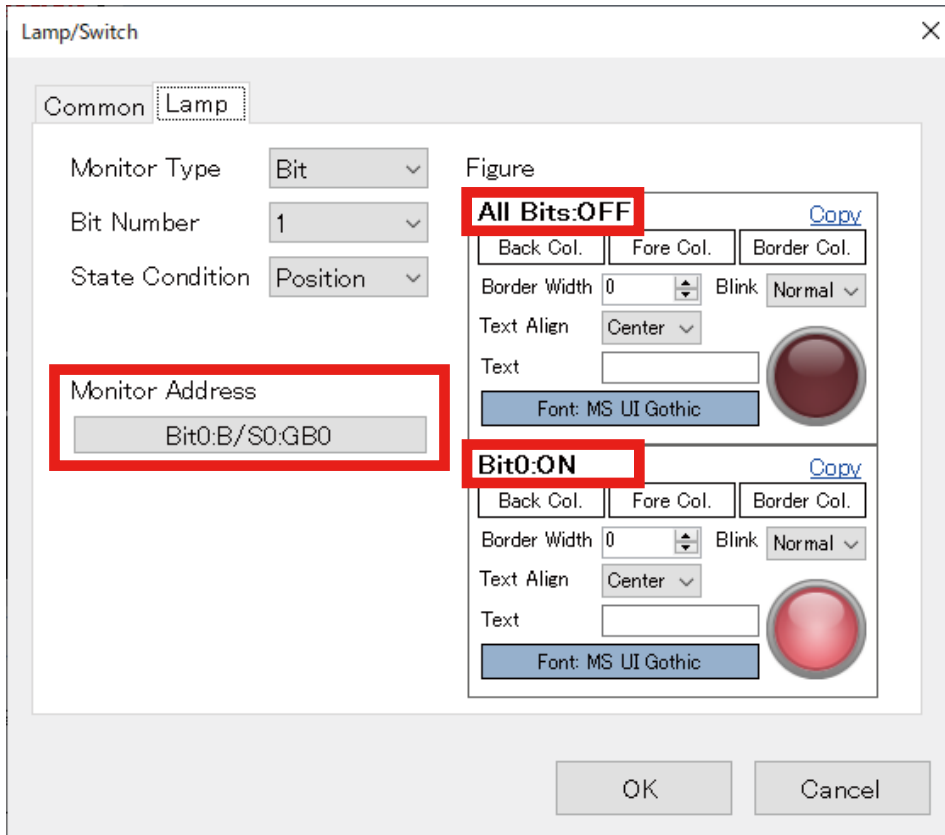 Lamp/Switch
Common
Lamp
Monitor Type
Bit
Bit Number
1
State Condition
Position
Monitor Address
Bit0:B/S0:GB0
Figure
All Bits:OFF
Copy
Back Col.
Fore Col.
Border Col.
Border Width
0
Blink
Normal
Text Align
Center
Text
Font: MS UI Gothic
Bit0:ON
Copy
Back Col.
Fore Col.
Border Col.
Border Width
0
Blink
Normal
Text Align
Center
Text
Font: MS UI Gothic
OK
Cancel